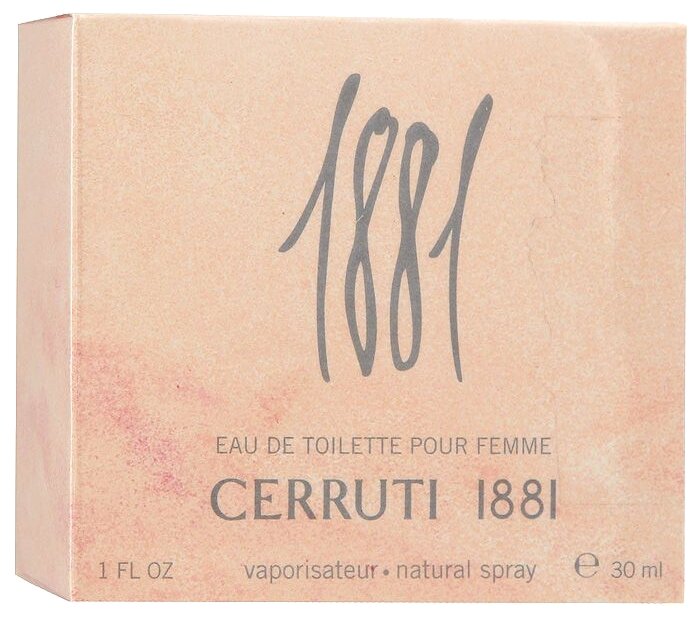 1881
EAU DE TOILETTE POUR FEMME
CERRUTI 1881
1 FL OZ vaporisateur • natural spray ℮ 30 ml